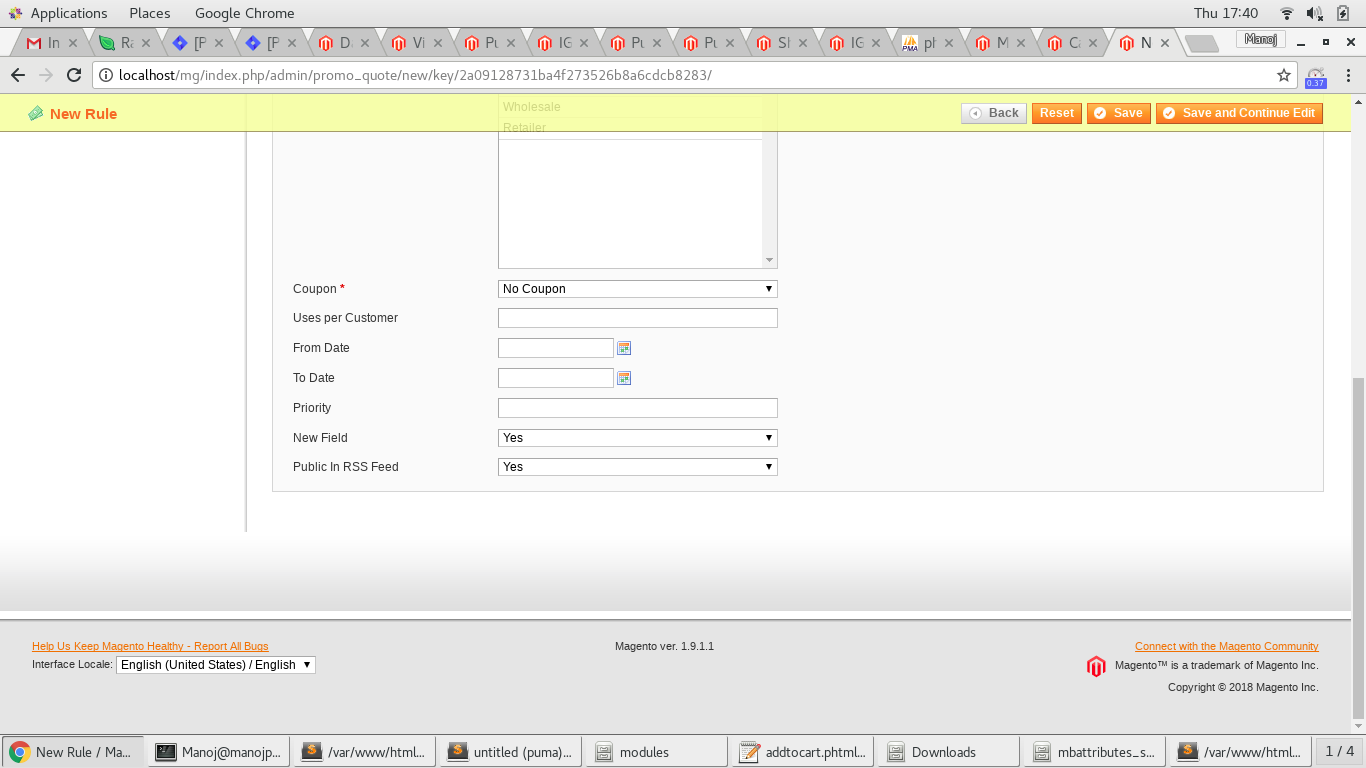 Applications Places Google Chrome Thu 17:40
In Ra [P [P Da Vi Pu IG Pu Pu Sh IG ph M Ca N Manoj
localhost/mg/index.php/admin/promo_quote/new/key/2a09128731ba4f273526b8a6cdcb8283/ 0.37
Wholesale
New Rule Back Reset Save Save and Continue Edit
Retailer
Coupon * No Coupon
Uses per Customer
From Date
To Date
Priority
New Field Yes
Public In RSS Feed Yes
Help Us Keep Magento Healthy - Report All Bugs Magento ver. 1.9.1.1 Connect with the Magento Community
Interface Locale: English (United States) / English Magento™ is a trademark of Magento Inc.
Copyright © 2018 Magento Inc.
New Rule / Ma... Manoj@manojp... /var/www/html... untitled (puma)... modules addtocart.phtml... Downloads mbattributes_s... /var/www/html... 1 / 4